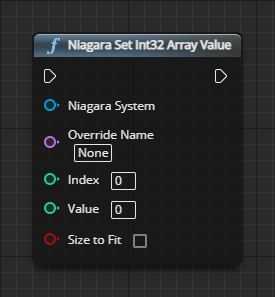 f Niagara Set Int32 Array Value
Niagara System
Override Name
None
Index 0
Value 0
Size to Fit